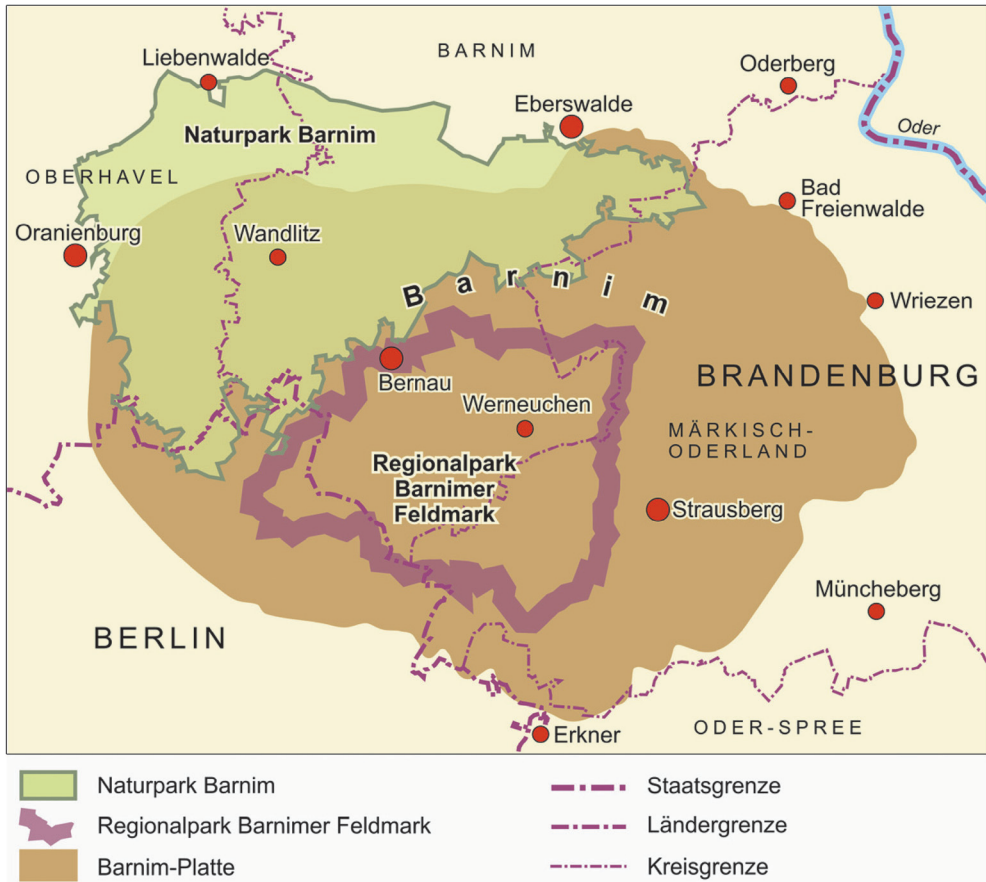 BARNIM
Liebenwalde
Oderberg
Eberswalde
Naturpark Barnim
Oder
OBERHAVEL
Bad
Freienwalde
Oranienburg
Wandlitz
Barnim
Wriezen
BRANDENBURG
Bernau
Werneuchen
MÄRKISCH-
ODERLAND
Regionalpark
Barnimer
Feldmark
Strausberg
Müncheberg
BERLIN
ODER-SPREE
Erkner
Naturpark Barnim
Regionalpark Barnimer Feldmark
Barnim-Platte
Staatsgrenze
Ländergrenze
Kreisgrenze